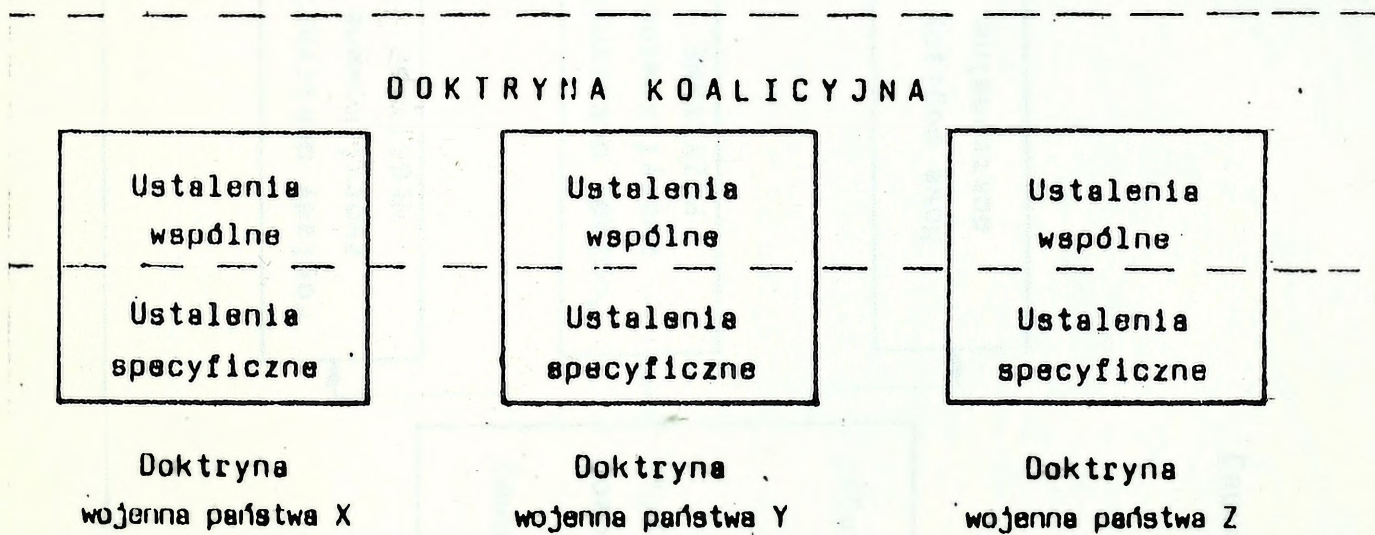 DOKTRYNA KOALICYJNA
Ustalenia
wspólne
Ustalenia
specyficzne
Doktryna
wojenna państwa X
Ustalenia
wspólne
Ustalenia
specyficzne
Doktryna
wojenna państwa Y
Ustalenia
wspólne
Ustalenia
specyficzne
Doktryna
wojenna państwa Z